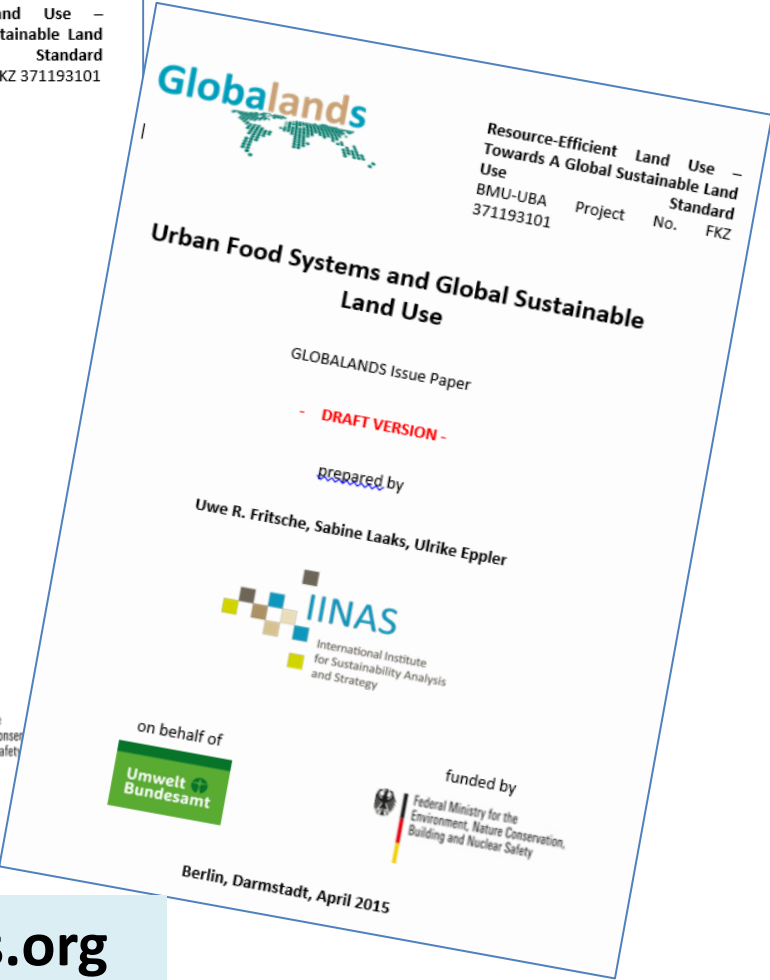 and Use –
tainable Land
Standard
KZ 371193101
Globalands
Resource-Efficient Land Use –
Towards A Global Sustainable Land
Use Standard
BMU-UBA Project No. FKZ
371193101
Urban Food Systems and Global Sustainable
Land Use
GLOBALANDS Issue Paper
- DRAFT VERSION -
prepared by
Uwe R. Fritsche, Sabine Laaks, Ulrike Eppler
IINAS
International Institute
for Sustainability Analysis
and Strategy
on behalf of
Umwelt
Bundesamt
funded by
Federal Ministry for the
Environment, Nature Conservation,
Building and Nuclear Safety
Berlin, Darmstadt, April 2015
s.org